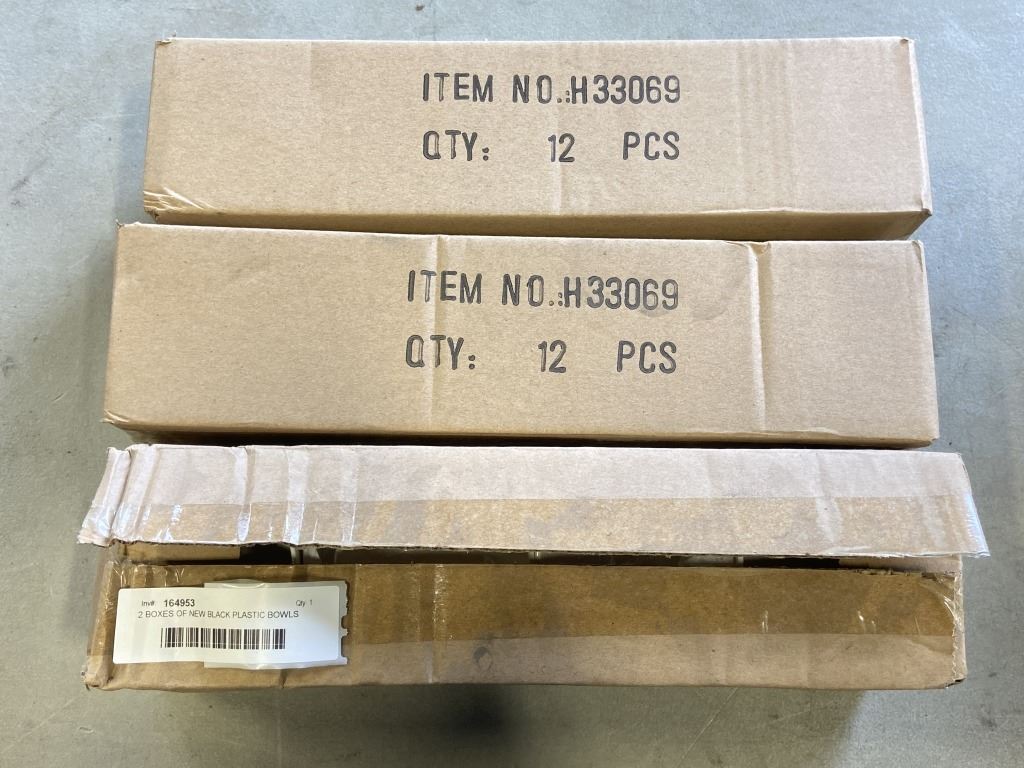 ITEM NO.:H33069
QTY: 12 PCS
ITEM NO.:H33069
QTY: 12 PCS
Inv#: 164953 Qty 1
2 BOXES OF NEW BLACK PLASTIC BOWLS